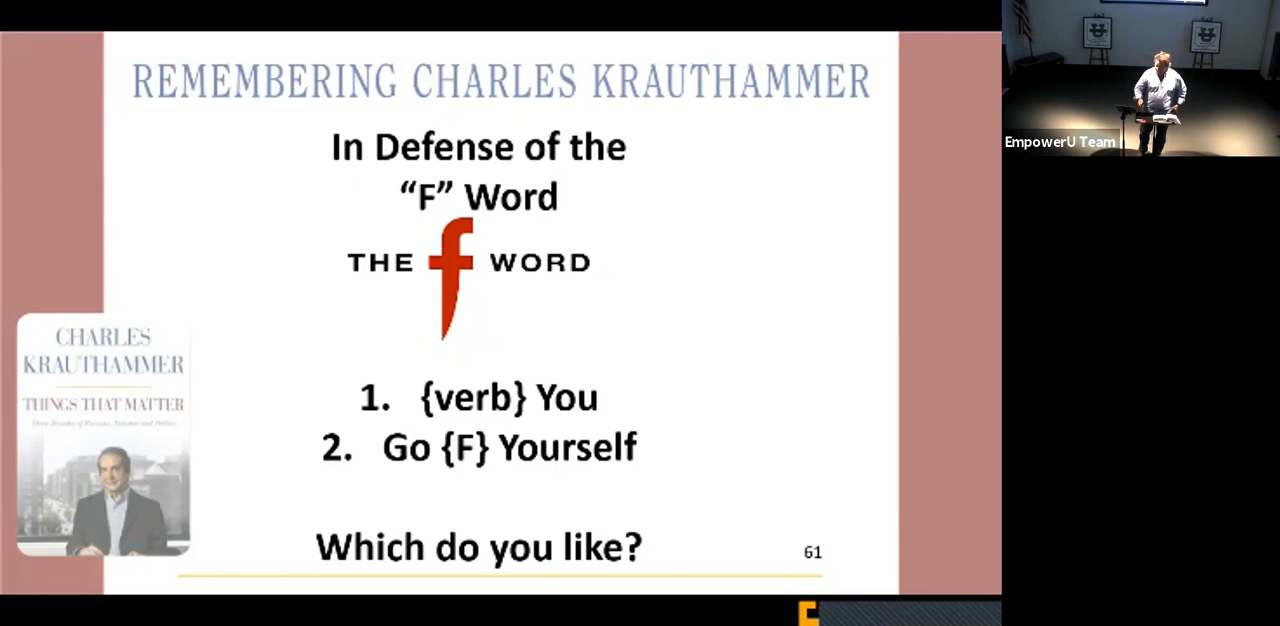 REMEMBERING CHARLES KRAUTHAMMER
In Defense of the
“F” Word
THE f WORD
CHARLES
KRAUTHAMMER
THINGS THAT MATTER
1. {verb} You
2. Go {F} Yourself
Which do you like?
61
EmpowerU Team